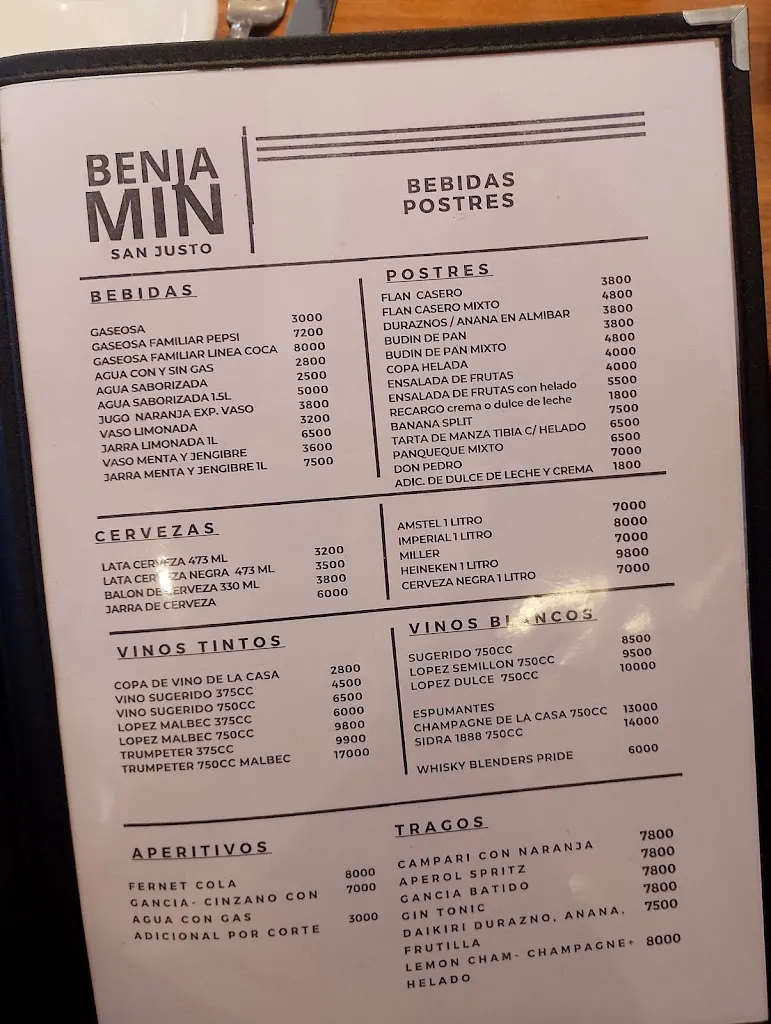 BENJA
MIN
SAN JUSTO
BEBIDAS
POSTRES
BEBIDAS
GASEOSA 3000
GASEOSA FAMILIAR PEPSI 7200
GASEOSA FAMILIAR LINEA COCA 8000
AGUA CON Y SIN GAS 2800
AGUA SABORIZADA 2500
AGUA SABORIZADA 1.5L 5000
JUGO NARANJA EXP. VASO 3800
VASO LIMONADA 3200
JARRA LIMONADA 1L 6500
VASO MENTA Y JENGIBRE 3600
JARRA MENTA Y JENGIBRE 1L 7500
POSTRES
FLAN CASERO 3800
FLAN CASERO MIXTO 4800
DURAZNOS / ANANA EN ALMIBAR 3800
BUDIN DE PAN 3800
BUDIN DE PAN MIXTO 4800
COPA HELADA 4000
ENSALADA DE FRUTAS 4000
ENSALADA DE FRUTAS con helado 5500
RECARGO crema o dulce de leche 1800
BANANA SPLIT 7500
TARTA DE MANZA TIBIA C/ HELADO 6500
PANQUEQUE MIXTO 6500
DON PEDRO 7000
ADIC. DE DULCE DE LECHE Y CREMA 1800
CERVEZAS
LATA CERVEZA 473 ML 3200
LATA CERVEZA NEGRA 473 ML 3500
BALON DE CERVEZA 330 ML 3800
JARRA DE CERVEZA 6000
AMSTEL 1 LITRO 7000
IMPERIAL 1 LITRO 8000
MILLER 7000
HEINEKEN 1 LITRO 9800
CERVEZA NEGRA 1 LITRO 7000
VINOS TINTOS
COPA DE VINO DE LA CASA 2800
VINO SUGERIDO 375CC 4500
VINO SUGERIDO 750CC 6500
LOPEZ MALBEC 375CC 6000
LOPEZ MALBEC 750CC 9800
TRUMPETER 375CC 9900
TRUMPETER 750CC MALBEC 17000
VINOS BLANCOS
SUGERIDO 750CC 8500
LOPEZ SEMILLON 750CC 9500
LOPEZ DULCE 750CC 10000
ESPUMANTES
CHAMPAGNE DE LA CASA 750CC 13000
SIDRA 1888 750CC 14000
WHISKY BLENDERS PRIDE 6000
APERITIVOS
FERNET COLA 8000
GANCIA- CINZANO CON 7000
AGUA CON GAS
ADICIONAL POR CORTE 3000
TRAGOS
CAMPARI CON NARANJA 7800
APEROL SPRITZ 7800
GANCIA BATIDO 7800
GIN TONIC 7800
DAIKIRI DURAZNO, ANANA, 7500
FRUTILLA
LEMON CHAM- CHAMPAGNE+ 8000
HELADO